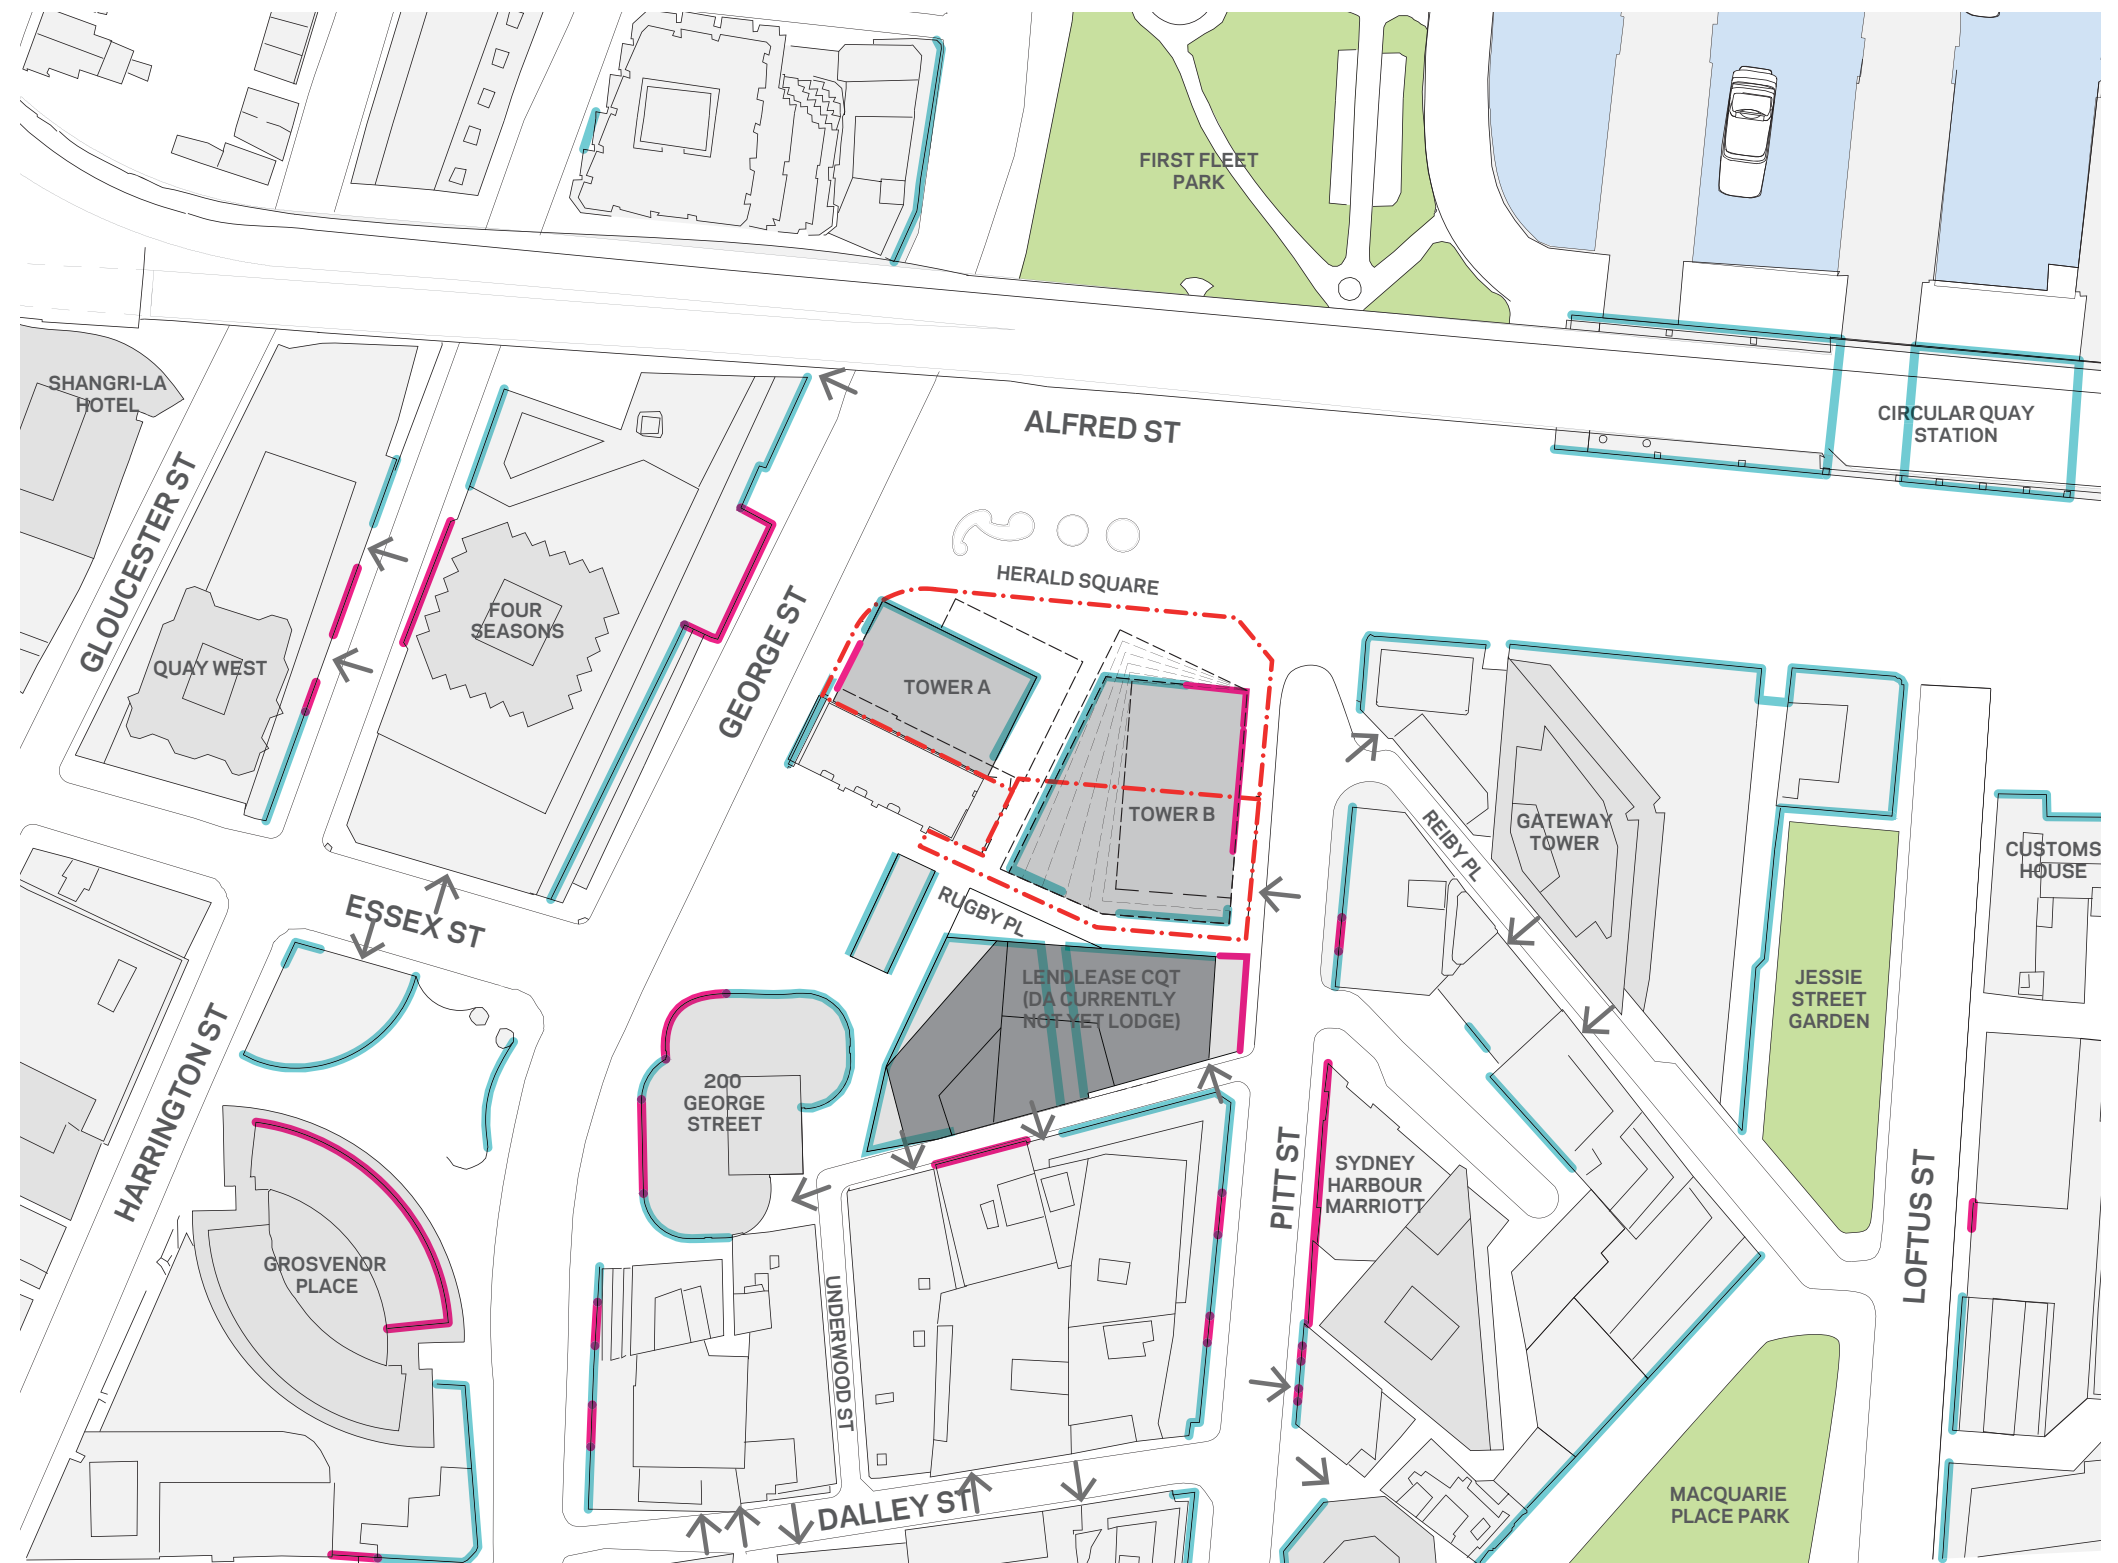 FIRST FLEET
PARK
SHANGRI-LA
HOTEL
CIRCULAR QUAY
STATION
ALFRED ST
GLOUCESTER ST
HERALD SQUARE
FOUR
SEASONS
QUAY WEST
GEORGE ST
TOWER A
TOWER B
REIBY PL
GATEWAY
TOWER
CUSTOMS
HOUSE
ESSEX ST
RUGBY PL
LENDLEASE CQT
(DA CURRENTLY
NOT YET LODGE)
JESSIE
STREET
GARDEN
HARRINGTON ST
200
GEORGE
STREET
PITT ST
SYDNEY
HARBOUR
MARRIOTT
LOFTUS ST
GROSVENOR
PLACE
UNDERWOOD ST
DALLEY ST
MACQUARIE
PLACE PARK